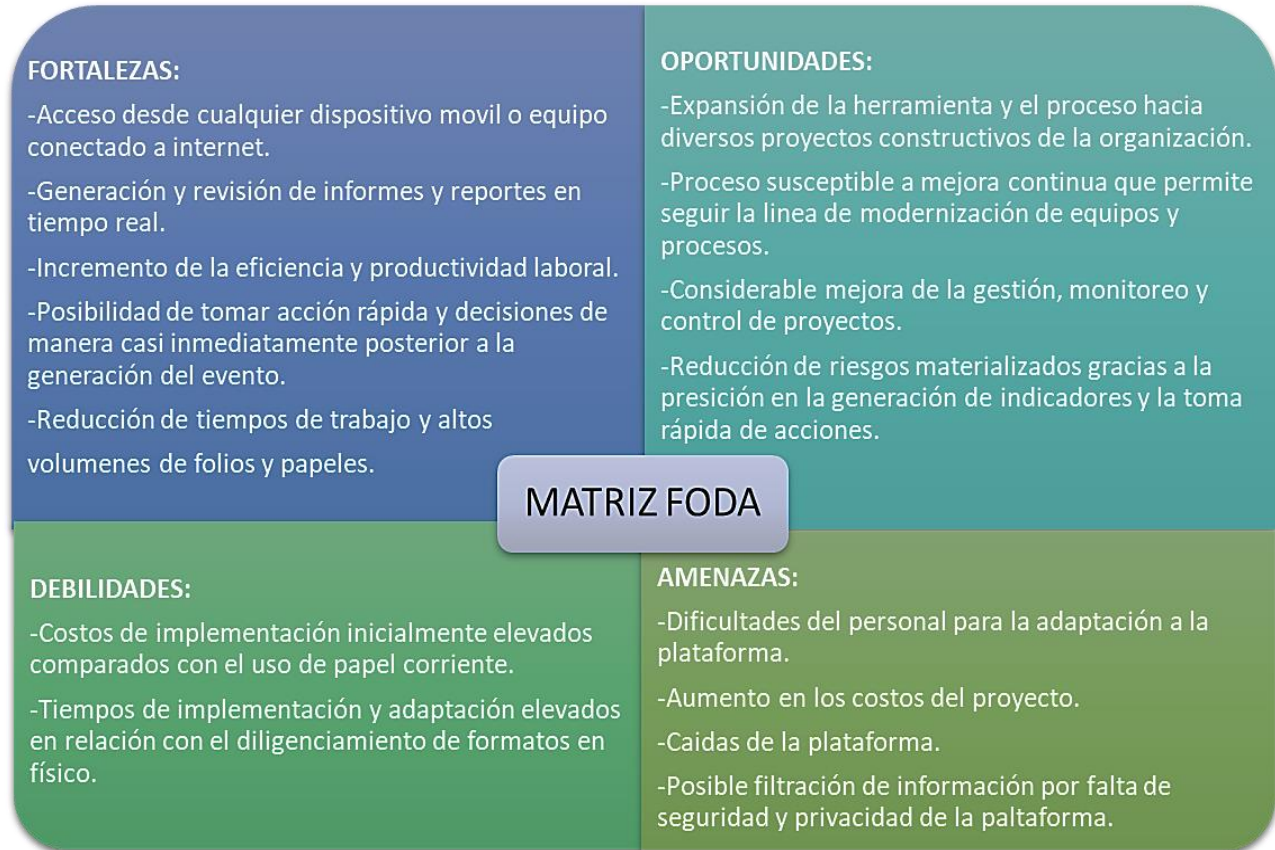 FORTALEZAS:
-Acceso desde cualquier dispositivo movil o equipo
conectado a internet.
-Generación y revisión de informes y reportes en
tiempo real.
-Incremento de la eficiencia y productividad laboral.
-Posibilidad de tomar acción rápida y decisiones de
manera casi inmediatamente posterior a la
generación del evento.
-Reducción de tiempos de trabajo y altos
volumenes de folios y papeles.
OPORTUNIDADES:
-Expansión de la herramienta y el proceso hacia
diversos proyectos constructivos de la organización.
-Proceso susceptible a mejora continua que permite
seguir la linea de modernización de equipos y
procesos.
-Considerable mejora de la gestión, monitoreo y
control de proyectos.
-Reducción de riesgos materializados gracias a la
presición en la generación de indicadores y la toma
rápida de acciones.
MATRIZ FODA
DEBILIDADES:
-Costos de implementación inicialmente elevados
comparados con el uso de papel corriente.
-Tiempos de implementación y adaptación elevados
en relación con el diligenciamiento de formatos en
físico.
AMENAZAS:
-Dificultades del personal para la adaptación a la
plataforma.
-Aumento en los costos del proyecto.
-Caidas de la plataforma.
-Posible filtración de información por falta de
seguridad y privacidad de la paltaforma.